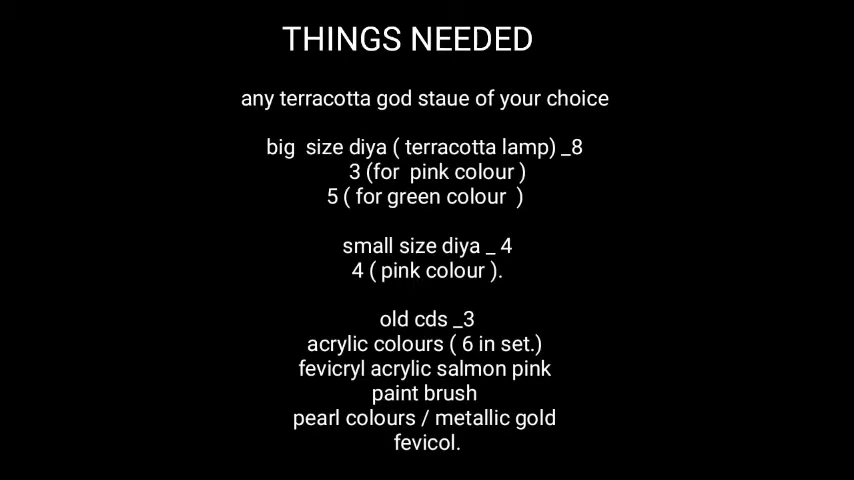 THINGS NEEDED
any terracotta god staue of your choice
big size diya ( terracotta lamp) _8
3 (for pink colour )
5 ( for green colour )
small size diya _ 4
4 ( pink colour ).
old cds _3
acrylic colours ( 6 in set.)
fevicryl acrylic salmon pink
paint brush
pearl colours / metallic gold
fevicol.